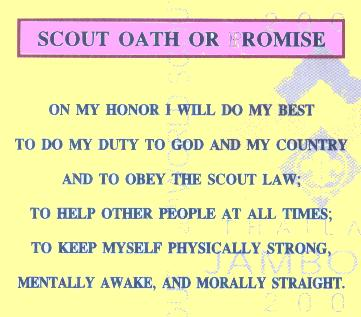 SCOUT OATH OR PROMISE
ON MY HONOR I WILL DO MY BEST
TO DO MY DUTY TO GOD AND MY COUNTRY
AND TO OBEY THE SCOUT LAW;
TO HELP OTHER PEOPLE AT ALL TIMES;
TO KEEP MYSELF PHYSICALLY STRONG,
MENTALLY AWAKE, AND MORALLY STRAIGHT.